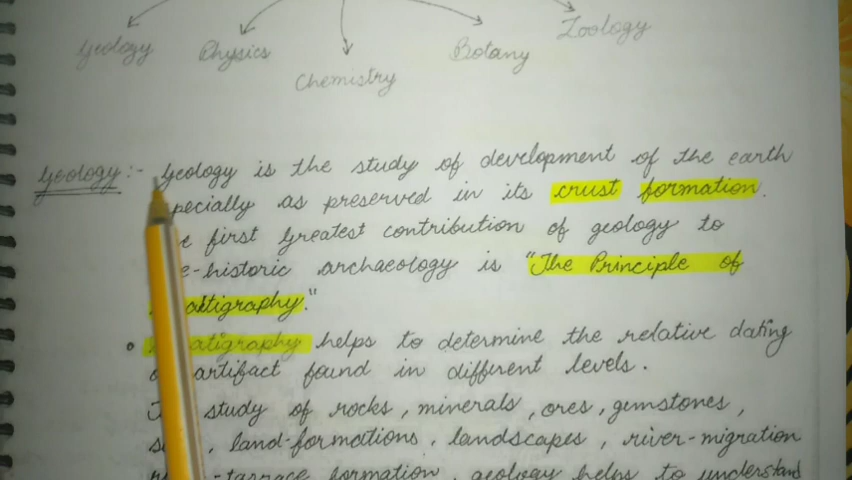 Geology Physics Chemistry Botany Zoology
Geology :- Geology is the study of development of the earth
pecially as preserved in its crust formation.
first greatest contribution of geology to
e-historic archaeology is "The Principle of
aktigraphy."
• atigraphy helps to determine the relative dating
artifact found in different levels.
study of rocks, minerals, ores, gemstones,
, land-formations, landscapes, river-migration
-tarrace formation, geology helps to understand